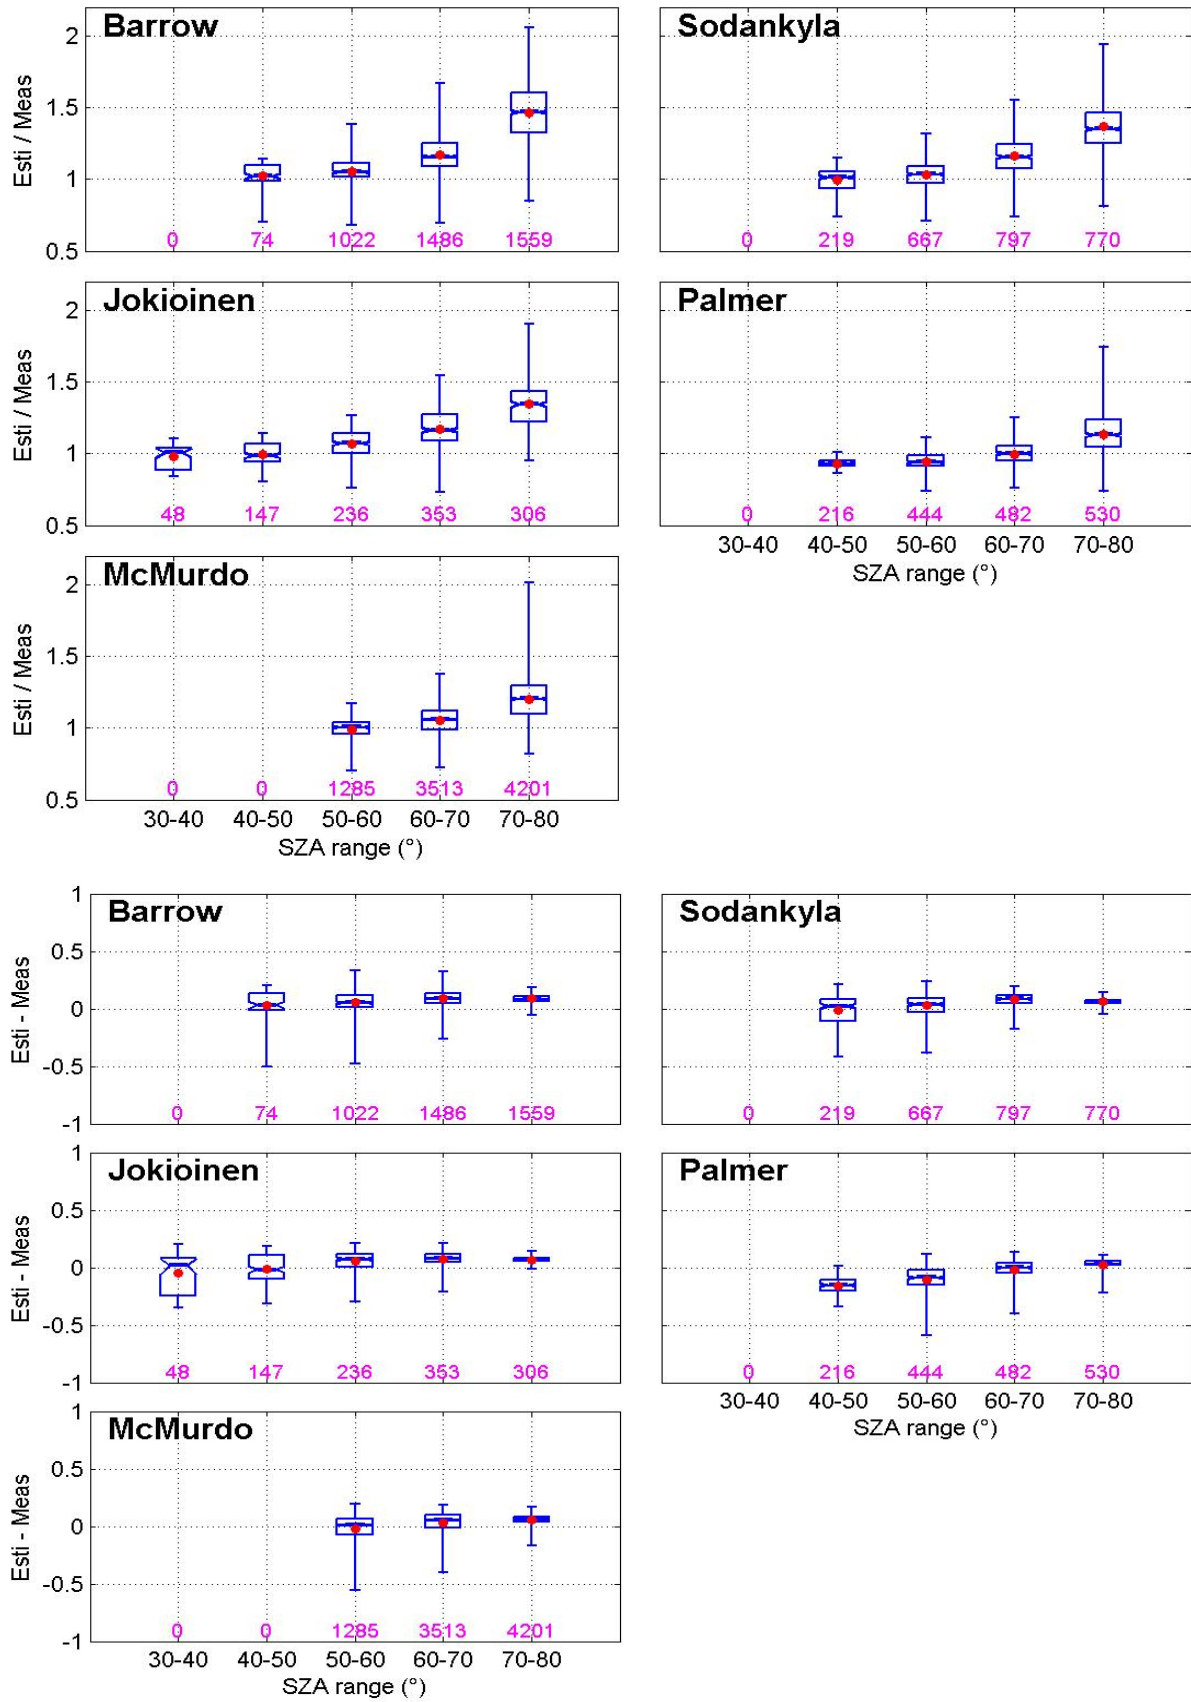 Barrow
Sodankyla
2
1.5
1
0.5
Esti / Meas
0 74 1022 1486 1559
0 219 667 797 770
Jokioinen
Palmer
2
1.5
1
0.5
Esti / Meas
48 147 236 353 306
0 216 444 482 530
30-40 40-50 50-60 60-70 70-80
SZA range (°)
McMurdo
2
1.5
1
0.5
Esti / Meas
0 0 1285 3513 4201
30-40 40-50 50-60 60-70 70-80
SZA range (°)
Barrow
Sodankyla
1
0.5
0
-0.5
-1
Esti - Meas
0 74 1022 1486 1559
0 219 667 797 770
Jokioinen
Palmer
1
0.5
0
-0.5
-1
Esti - Meas
48 147 236 353 306
0 216 444 482 530
30-40 40-50 50-60 60-70 70-80
SZA range (°)
McMurdo
1
0.5
0
-0.5
-1
Esti - Meas
0 0 1285 3513 4201
30-40 40-50 50-60 60-70 70-80
SZA range (°)